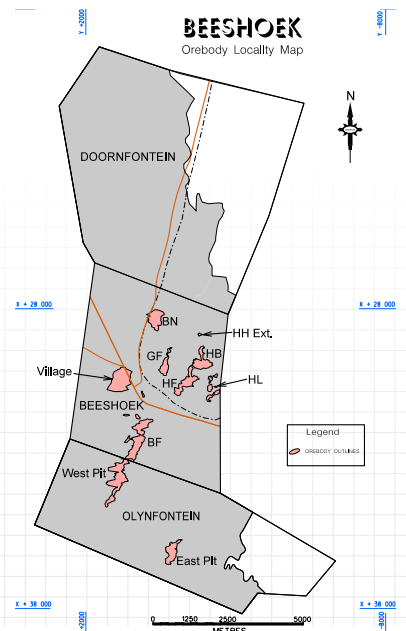 BEESHOEK
Orebody Locality Map
Y +2000
Y -8000
N
DOORNFONTEIN
X + 28 000
X + 28 000
BN
HH Ext.
GF
HB
Village
HF
HL
BEESHOEK
BF
Legend
OREBODY OUTLINES
West Pit
OLYNFONTEIN
East Pit
X + 38 000
X + 38 000
+2000
-8000
0 1250 2500 5000
METRES